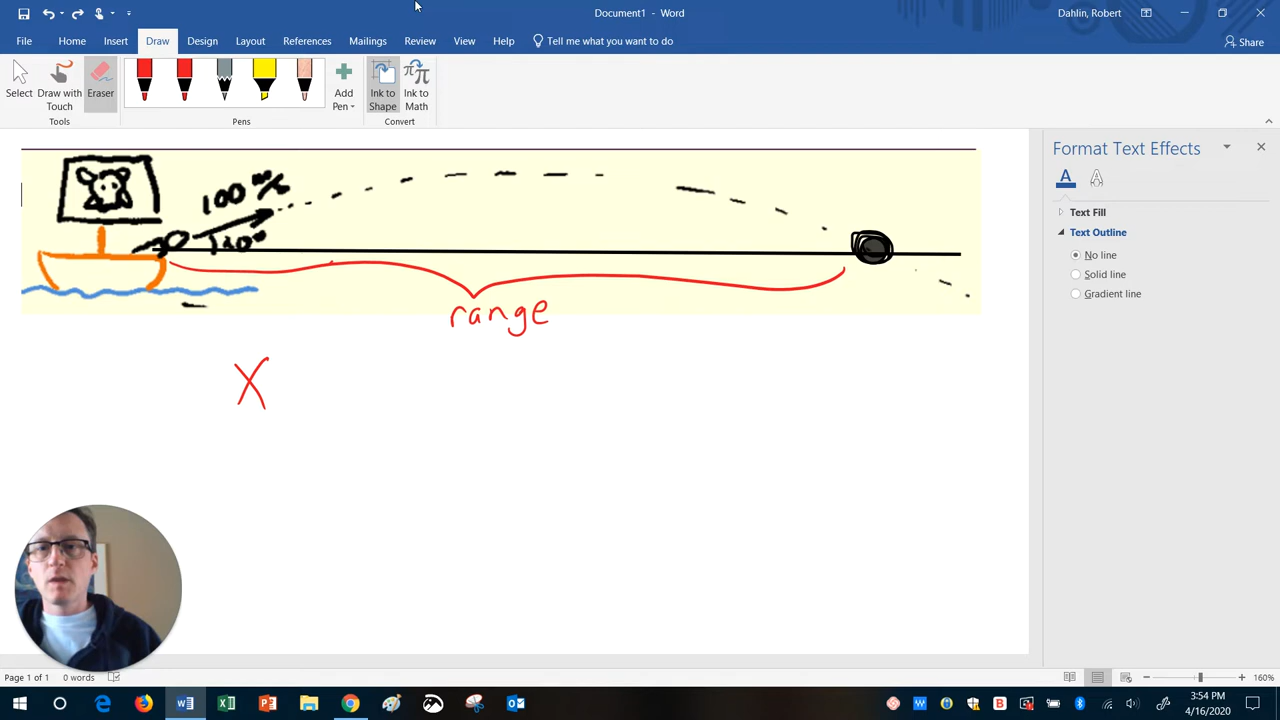 Document1 - Word
Dahlin, Robert
File Home Insert Draw Design Layout References Mailings Review View Help Tell me what you want to do
Share
Select
Draw with
Touch
Eraser
Add
Pen
Ink to
Shape
Ink to
Math
Tools
Pens
Convert
Format Text Effects
A A
Text Fill
Text Outline
No line
Solid line
Gradient line
100 m/s
range
X
Page 1 of 1 0 words
160%
3:54 PM
4/16/2020